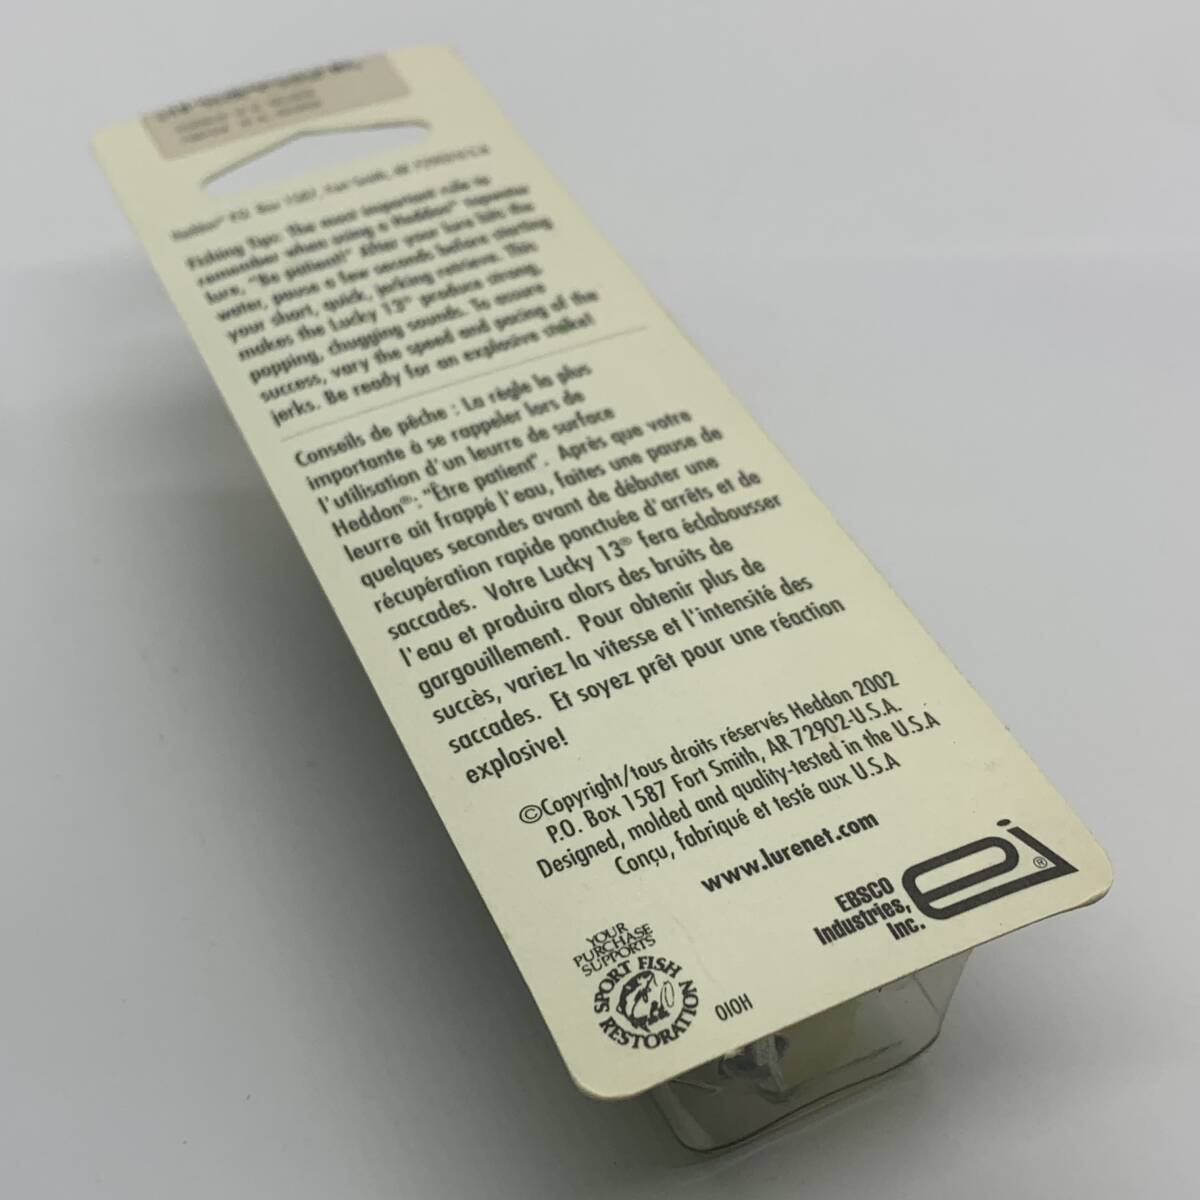 Heddon® P.O. Box 1587, Fort Smith, AR 72902-U.S.A.
Fishing Tips: The most important rule to
remember when using a Heddon® topwater
lure, "Be patient!" After your lure hits the
water, pause a few seconds before starting
your short, quick, jerking retrieve. This
makes the Lucky 13® produce strong,
popping, chugging sounds. To assure
success, vary the speed and pacing of the
jerks. Be ready for an explosive strike!
Conseils de pêche : La règle la plus
importante à se rappeler lors de
l'utilisation d'un leurre de surface
Heddon®: "Être patient". Après que votre
leurre ait frappé l'eau, faites une pause de
quelques secondes avant de débuter une
récupération rapide ponctuée d'arrêts et de
saccades. Votre Lucky 13® fera éclabousser
l'eau et produira alors des bruits de
gargouillement. Pour obtenir plus de
succès, variez la vitesse et l'intensité des
saccades. Et soyez prêt pour une réaction
explosive!
©Copyright/tous droits réservés Heddon 2002
P.O. Box 1587 Fort Smith, AR 72902-U.S.A.
Designed, molded and quality-tested in the U.S.A
Conçu, fabriqué et testé aux U.S.A
www.lurenet.com
EBSCO
Industries,
Inc.
ei®
YOUR
PURCHASE
SUPPORTS
SPORT FISH
RESTORATION
0I0H